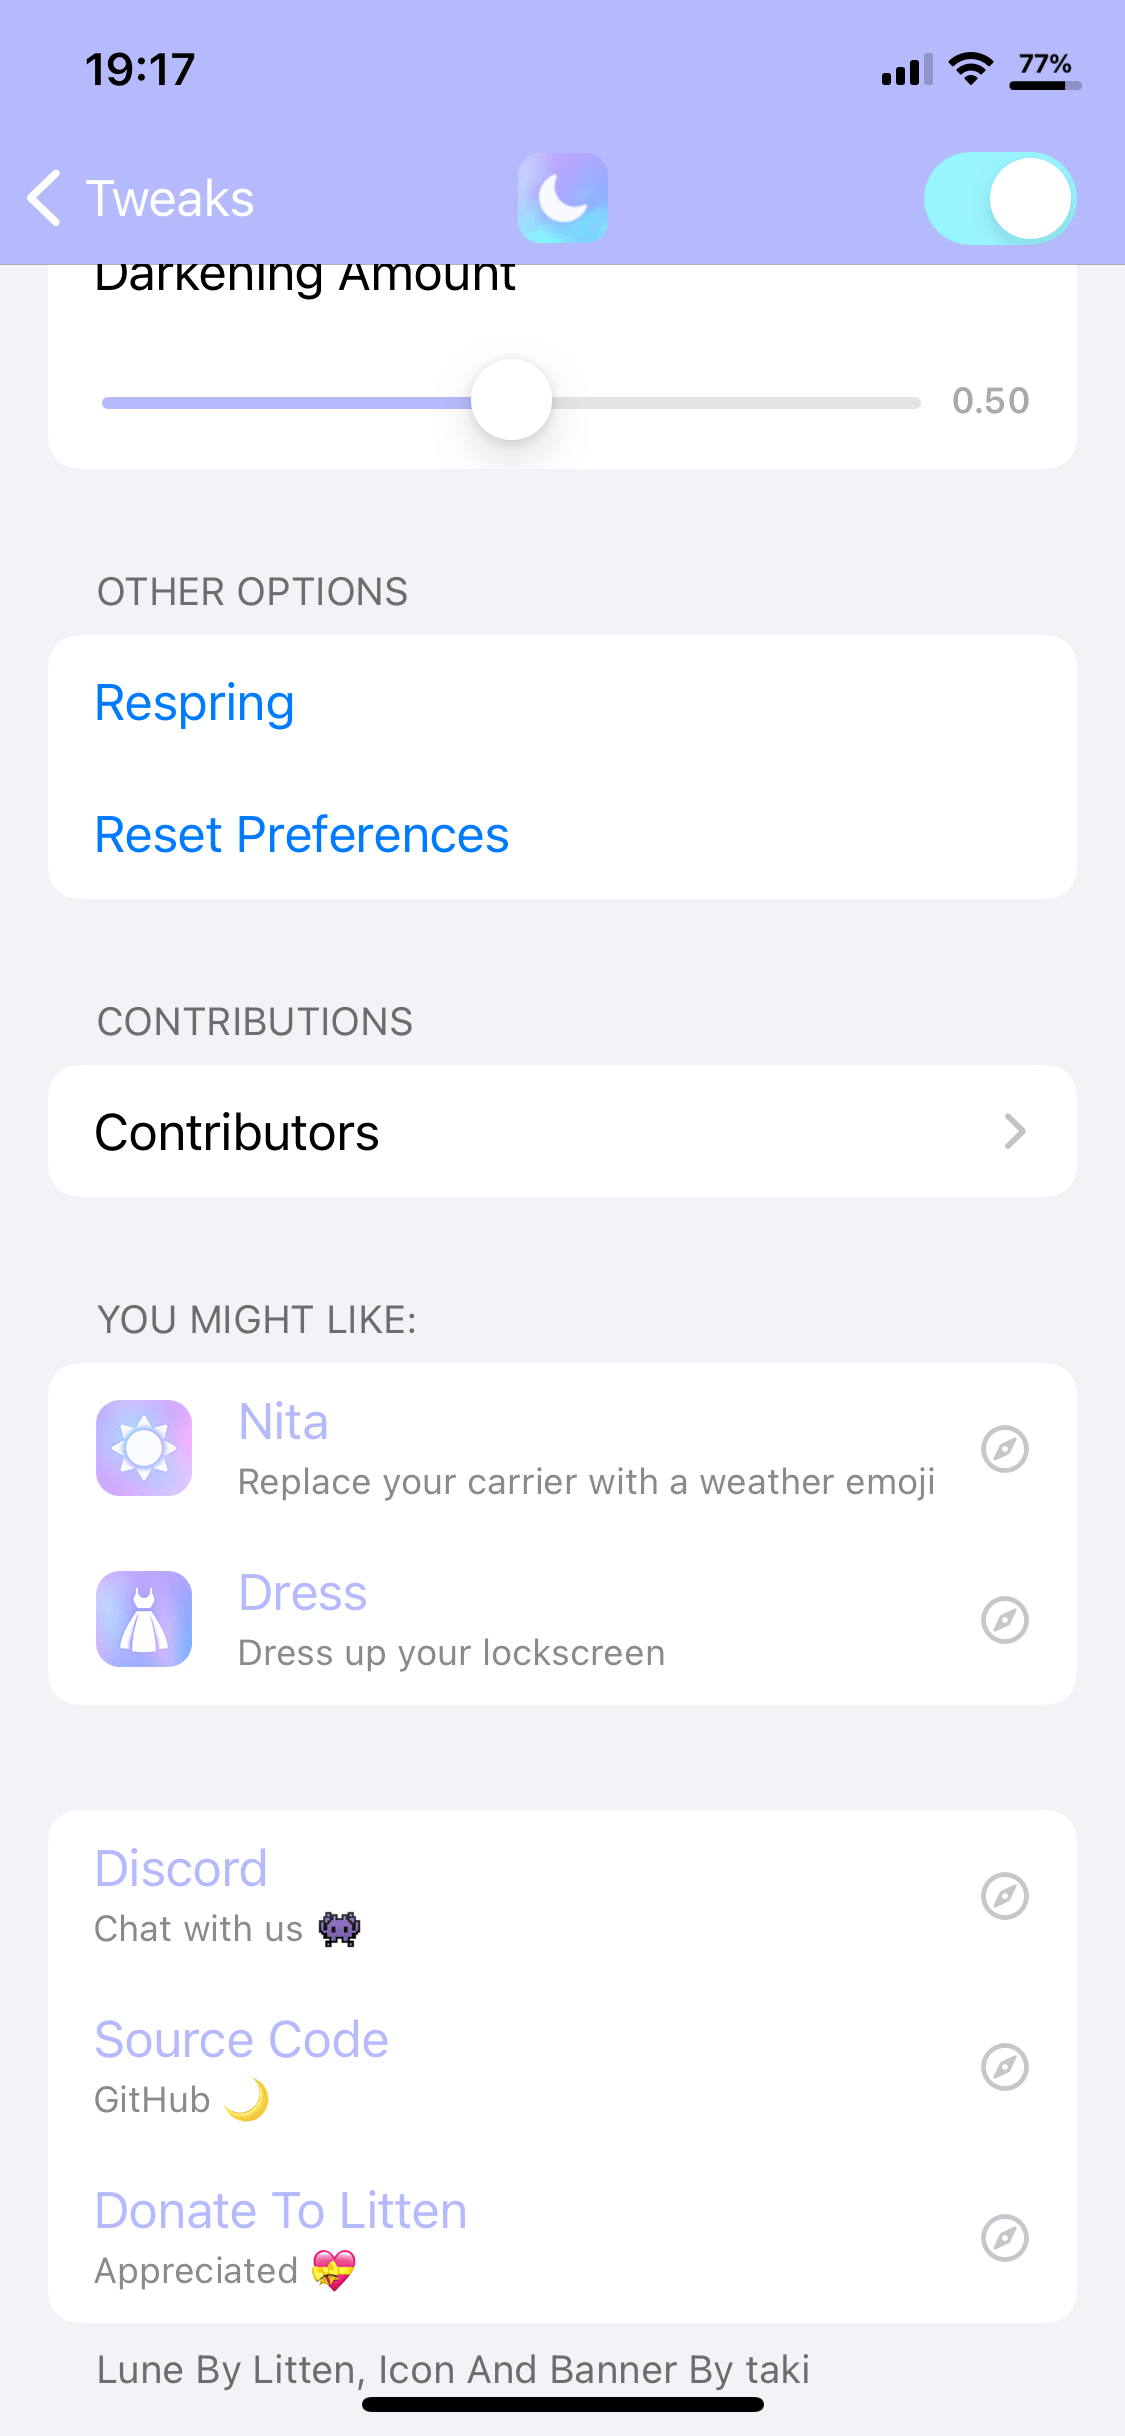 19:17
77%
Tweaks
Darkening Amount
0.50
OTHER OPTIONS
Respring
Reset Preferences
CONTRIBUTIONS
Contributors
YOU MIGHT LIKE:
Nita
Replace your carrier with a weather emoji
Dress
Dress up your lockscreen
Discord
Chat with us 👾
Source Code
GitHub 🌙
Donate To Litten
Appreciated 💝
Lune By Litten, Icon And Banner By taki